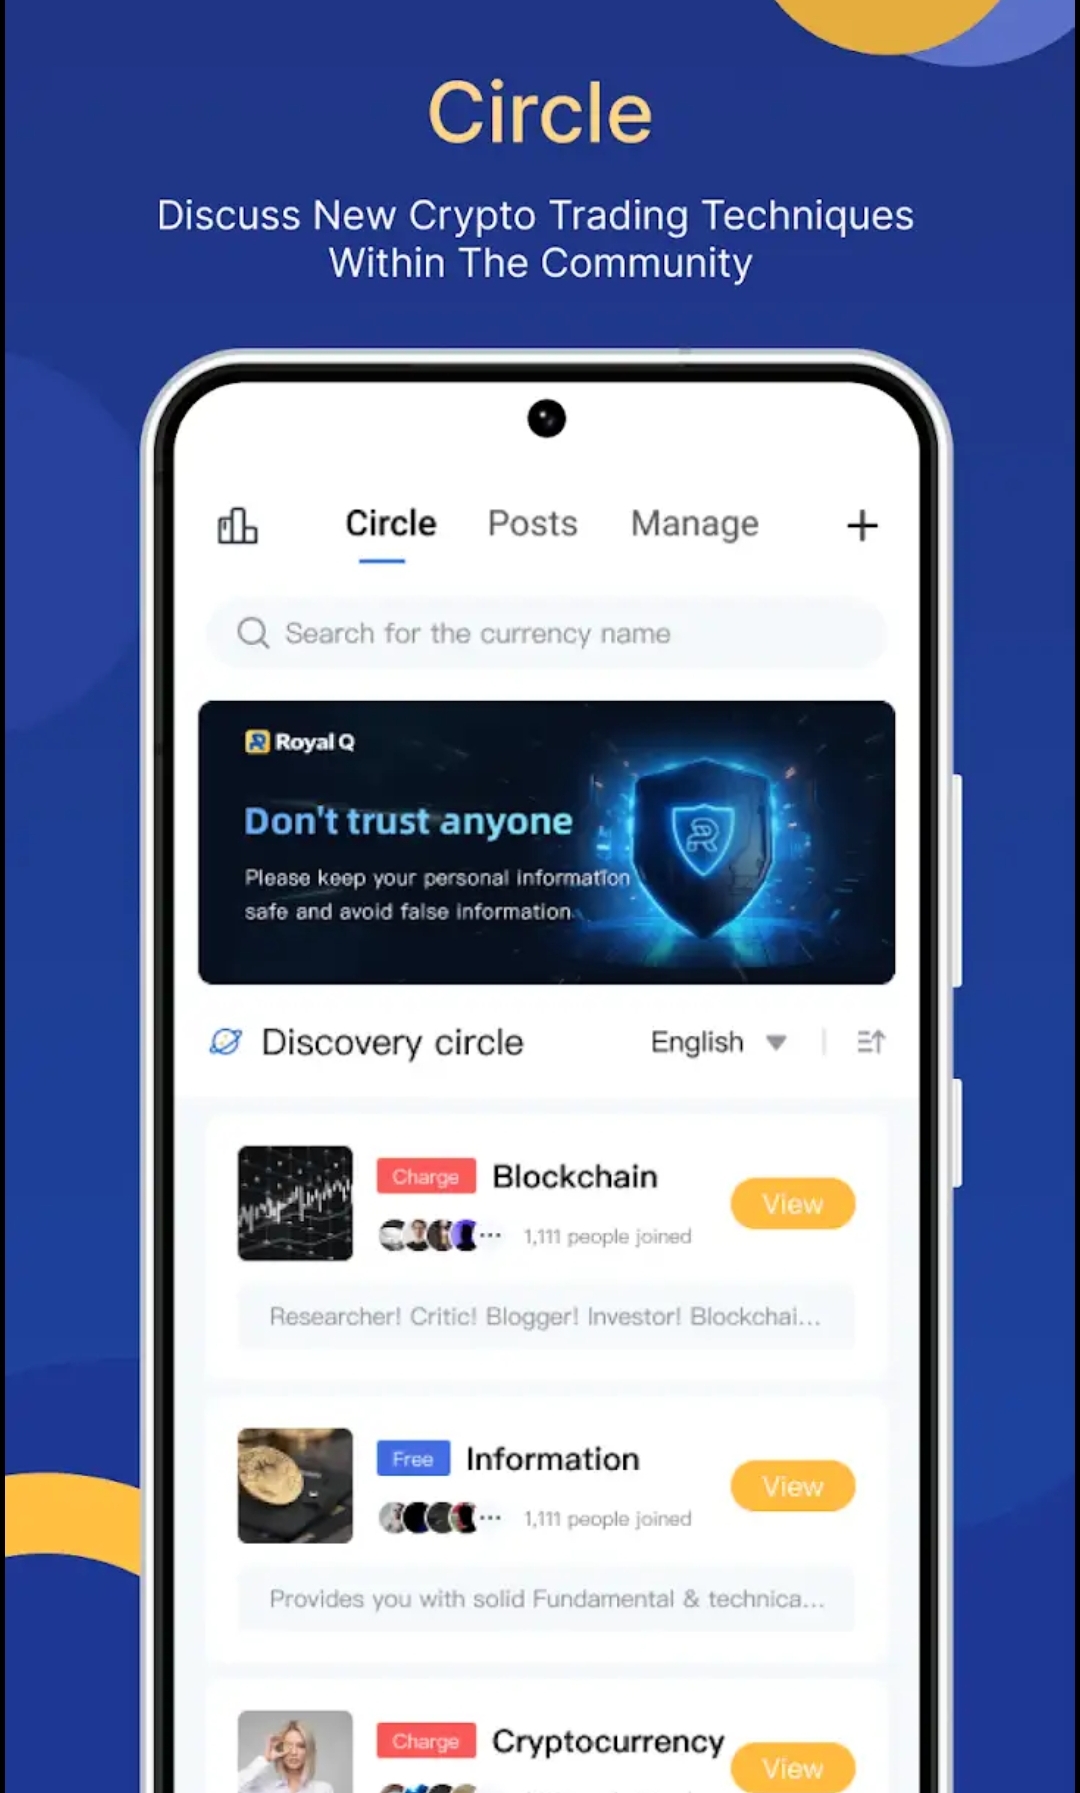 Circle
Discuss New Crypto Trading Techniques
Within The Community
Circle Posts Manage
Search for the currency name
Royal Q
Don't trust anyone
Please keep your personal information
safe and avoid false information
Discovery circle English
Charge Blockchain
View
1,111 people joined
Researcher! Critic! Blogger! Investor! Blockchai...
Free Information
View
1,111 people joined
Provides you with solid Fundamental & technica...
Charge Cryptocurrency
View